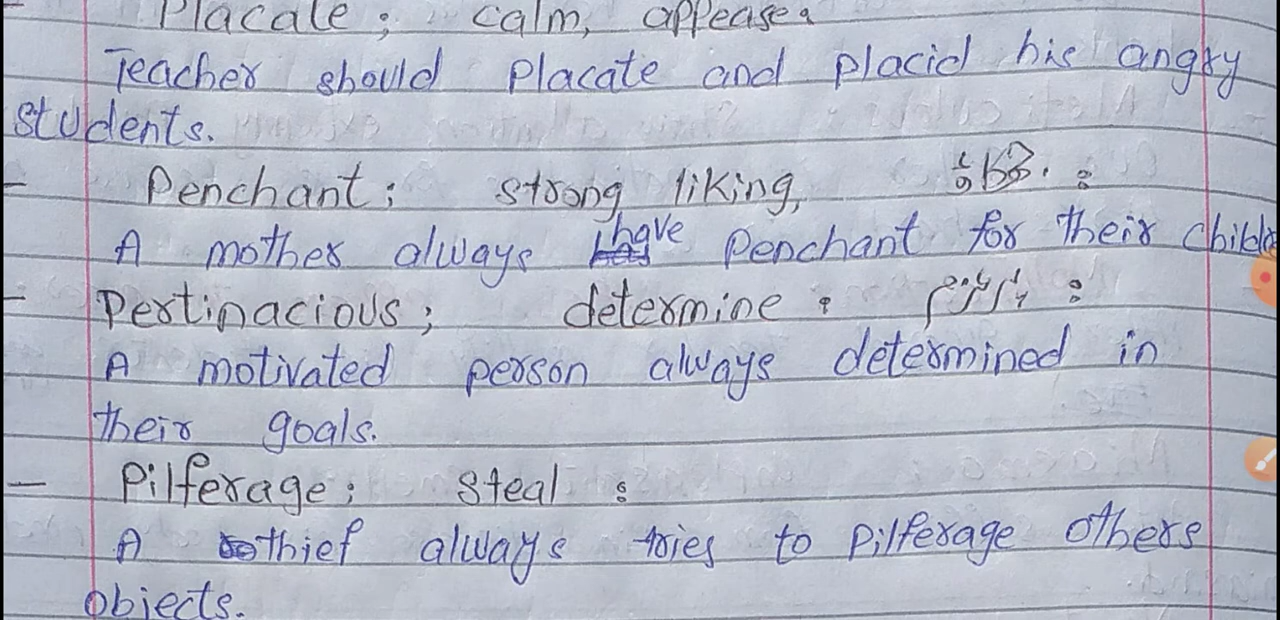 Placate; calm, appease:
Teacher should Placate and placid his angry
students.
- Penchant; strong liking, :
A mother always have Penchant for their childr
- Pertinacious; determine :
A motivated person always determined in
their goals.
- Pilferage; Steal :
A thief always tries to Pilferage others
objects.